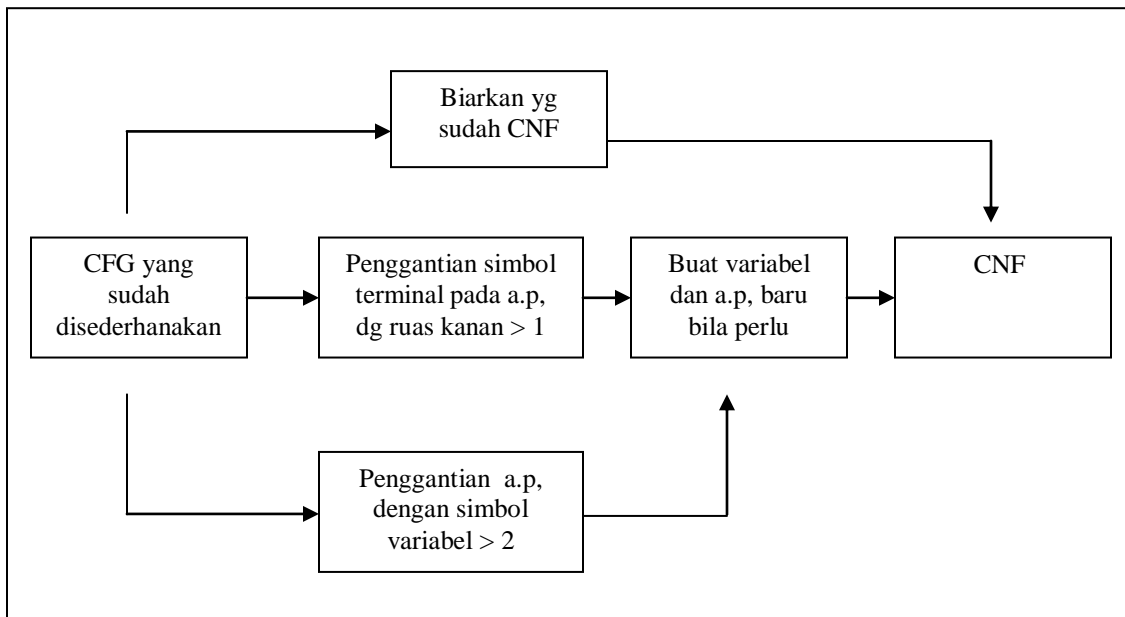 Biarkan yg
sudah CNF
CFG yang
sudah
disederhanakan
Penggantian simbol
terminal pada a.p,
dg ruas kanan > 1
Buat variabel
dan a.p, baru
bila perlu
CNF
Penggantian a.p,
dengan simbol
variabel > 2